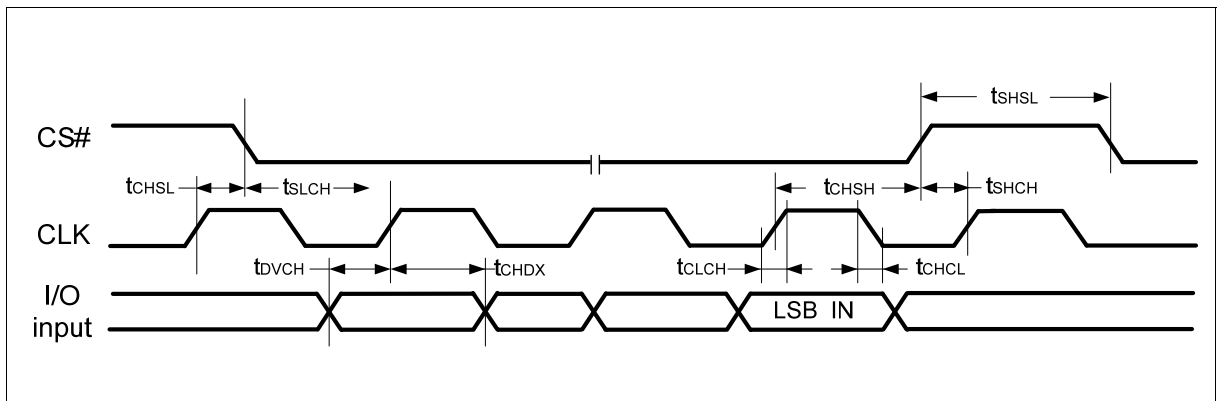 tSHSL
CS#
tCHSL
tSLCH
tCHSH
tSHCH
CLK
tDVCH
tCHDX
tCLCH
tCHCL
I/O
input
LSB IN